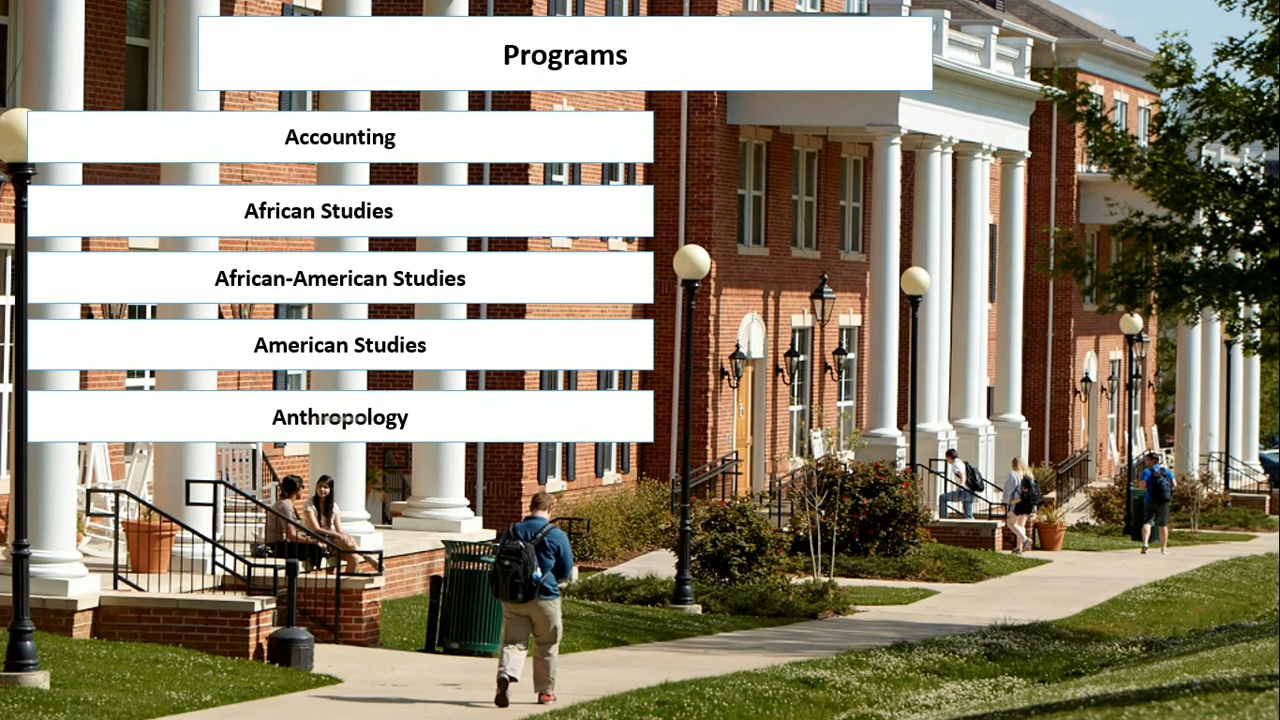 Programs
Accounting
African Studies
African-American Studies
American Studies
Anthropology